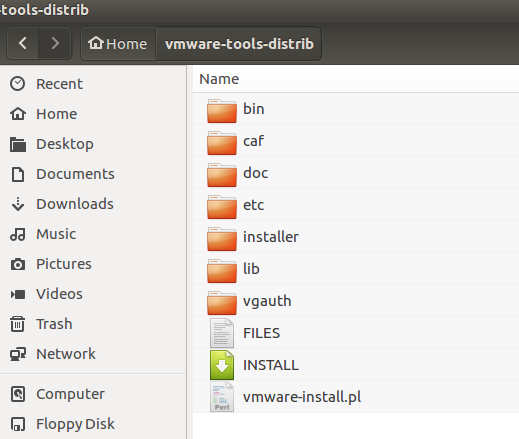 -tools-distrib
Home
vmware-tools-distrib
Recent
Home
Desktop
Documents
Downloads
Music
Pictures
Videos
Trash
Network
Computer
Floppy Disk
Name
bin
caf
doc
etc
installer
lib
vgauth
FILES
INSTALL
Perl
vmware-install.pl